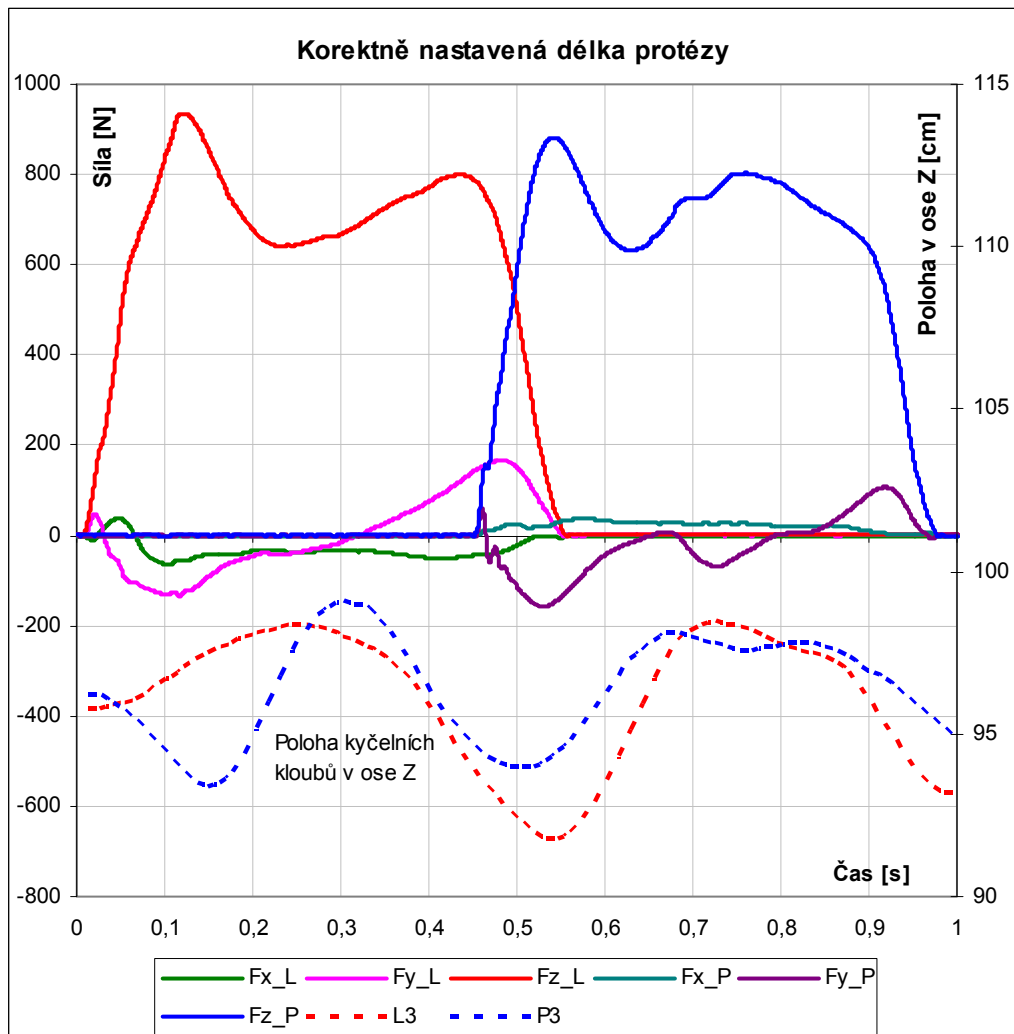 Korektně nastavená délka protézy
1000
800
600
400
200
0
-200
-400
-600
-800
Síla [N]
115
110
105
100
95
90
Poloha v ose Z [cm]
Poloha kyčelních
kloubů v ose Z
Čas [s]
0 0,1 0,2 0,3 0,4 0,5 0,6 0,7 0,8 0,9 1
Fx_L Fy_L Fz_L Fx_P Fy_P
Fz_P L3 P3